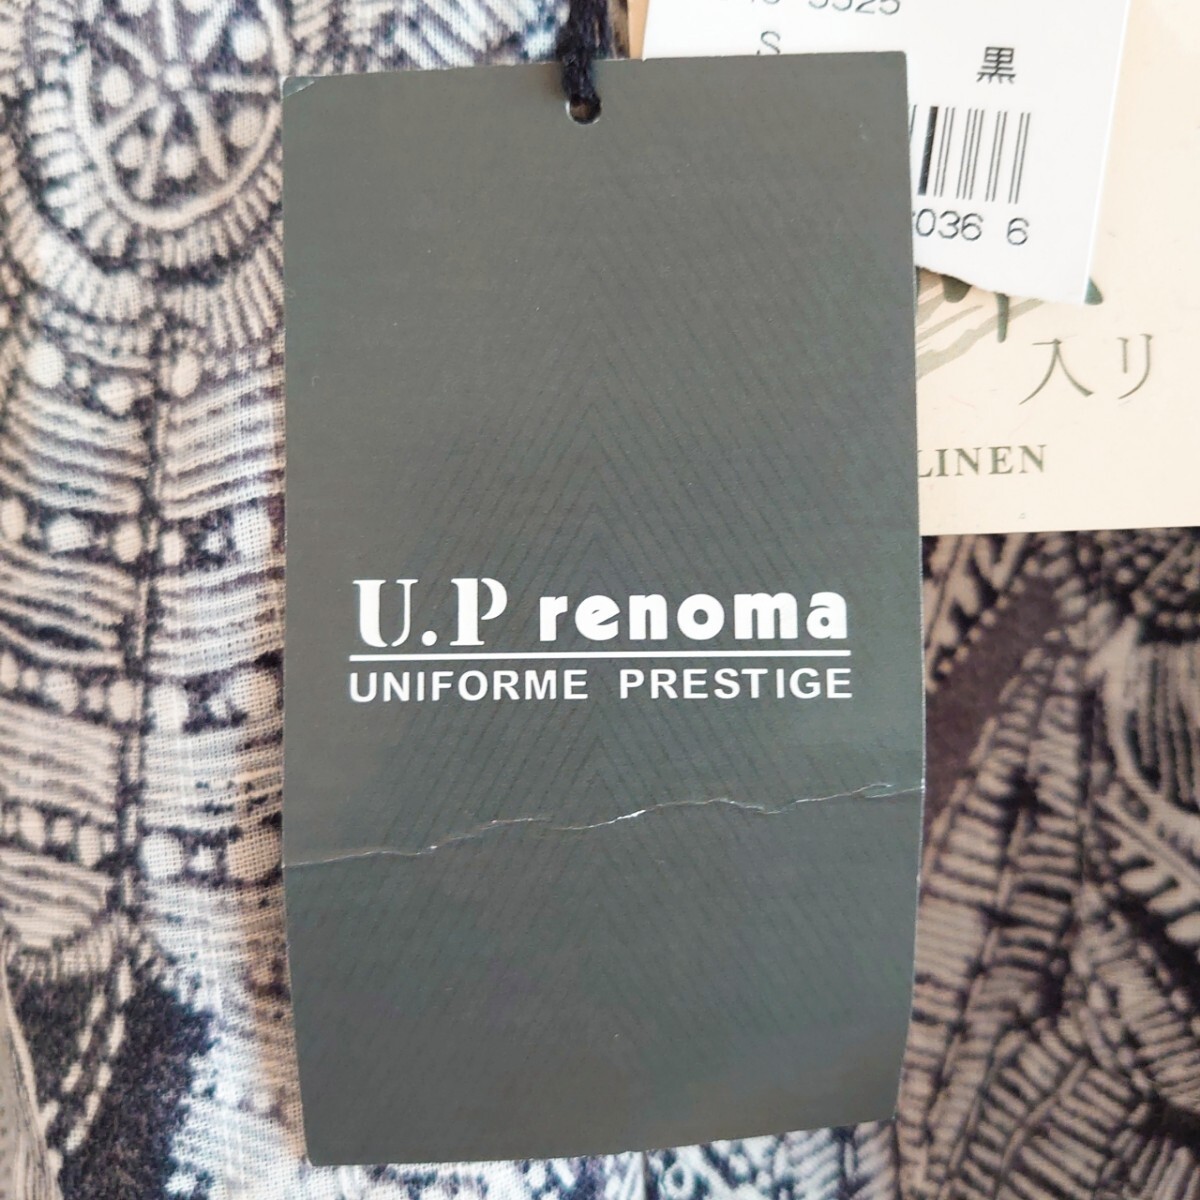 S 黒
036 6
入り
LINEN
U.P renoma
UNIFORME PRESTIGE